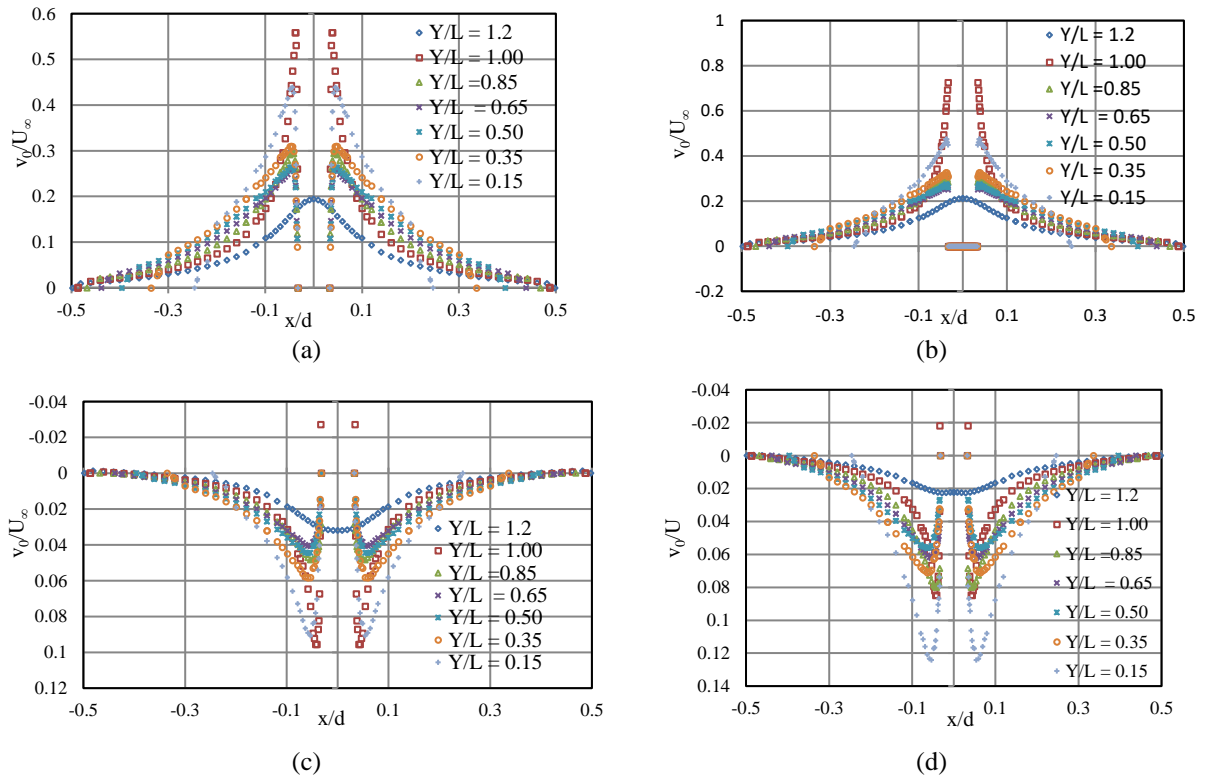 0.6
0.5
0.4
0.3
0.2
0.1
0
v₀/U∞
-0.5 -0.3 -0.1 0.1 0.3 0.5
x/d
Y/L = 1.2
Y/L = 1.00
Y/L =0.85
Y/L = 0.65
Y/L = 0.50
Y/L = 0.35
Y/L = 0.15
(a)
1
0.8
0.6
0.4
0.2
0
-0.2
v₀/U∞
-0.5 -0.3 -0.1 0.1 0.3 0.5
x/d
Y/L = 1.2
Y/L = 1.00
Y/L =0.85
Y/L = 0.65
Y/L = 0.50
Y/L = 0.35
Y/L = 0.15
(b)
-0.04
-0.02
0
0.02
0.04
0.06
0.08
0.1
0.12
v₀/U∞
-0.5 -0.3 -0.1 0.1 0.3 0.5
x/d
Y/L = 1.2
Y/L = 1.00
Y/L =0.85
Y/L = 0.65
Y/L = 0.50
Y/L = 0.35
Y/L = 0.15
(c)
-0.04
-0.02
0
0.02
0.04
0.06
0.08
0.1
0.12
0.14
v₀/U
-0.5 -0.3 -0.1 0.1 0.3 0.5
x/d
Y/L = 1.2
Y/L = 1.00
Y/L =0.85
Y/L = 0.65
Y/L = 0.50
Y/L = 0.35
Y/L = 0.15
(d)